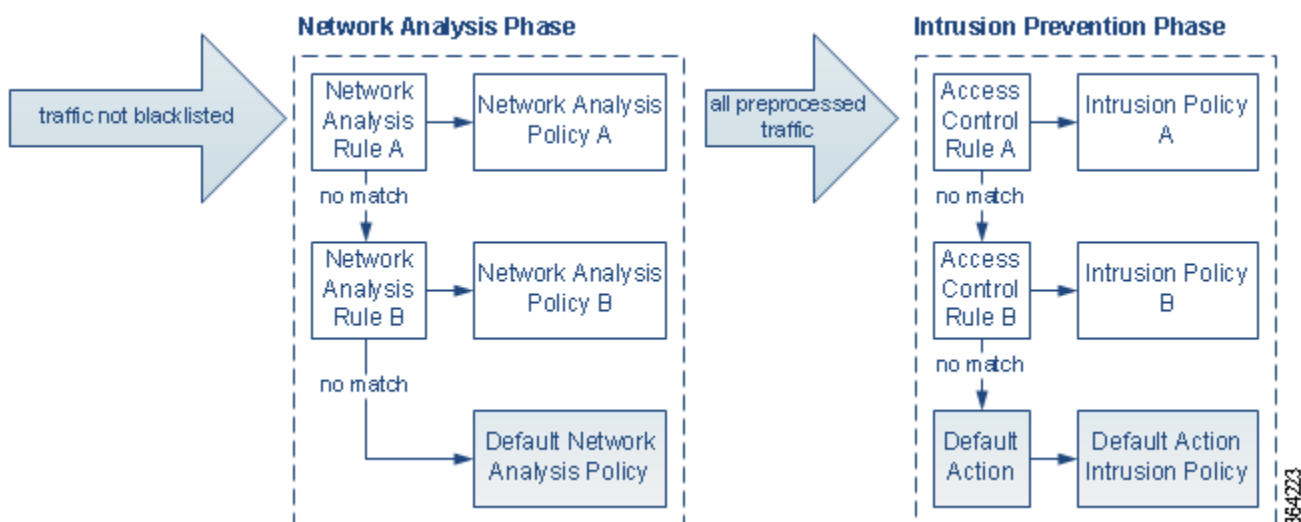 Network Analysis Phase
traffic not blacklisted
Network
Analysis
Rule A
Network Analysis
Policy A
no match
Network
Analysis
Rule B
Network Analysis
Policy B
no match
Default Network
Analysis Policy
all preprocessed
traffic
Intrusion Prevention Phase
Access
Control
Rule A
Intrusion Policy
A
no match
Access
Control
Rule B
Intrusion Policy
B
no match
Default
Action
Default Action
Intrusion Policy
364223